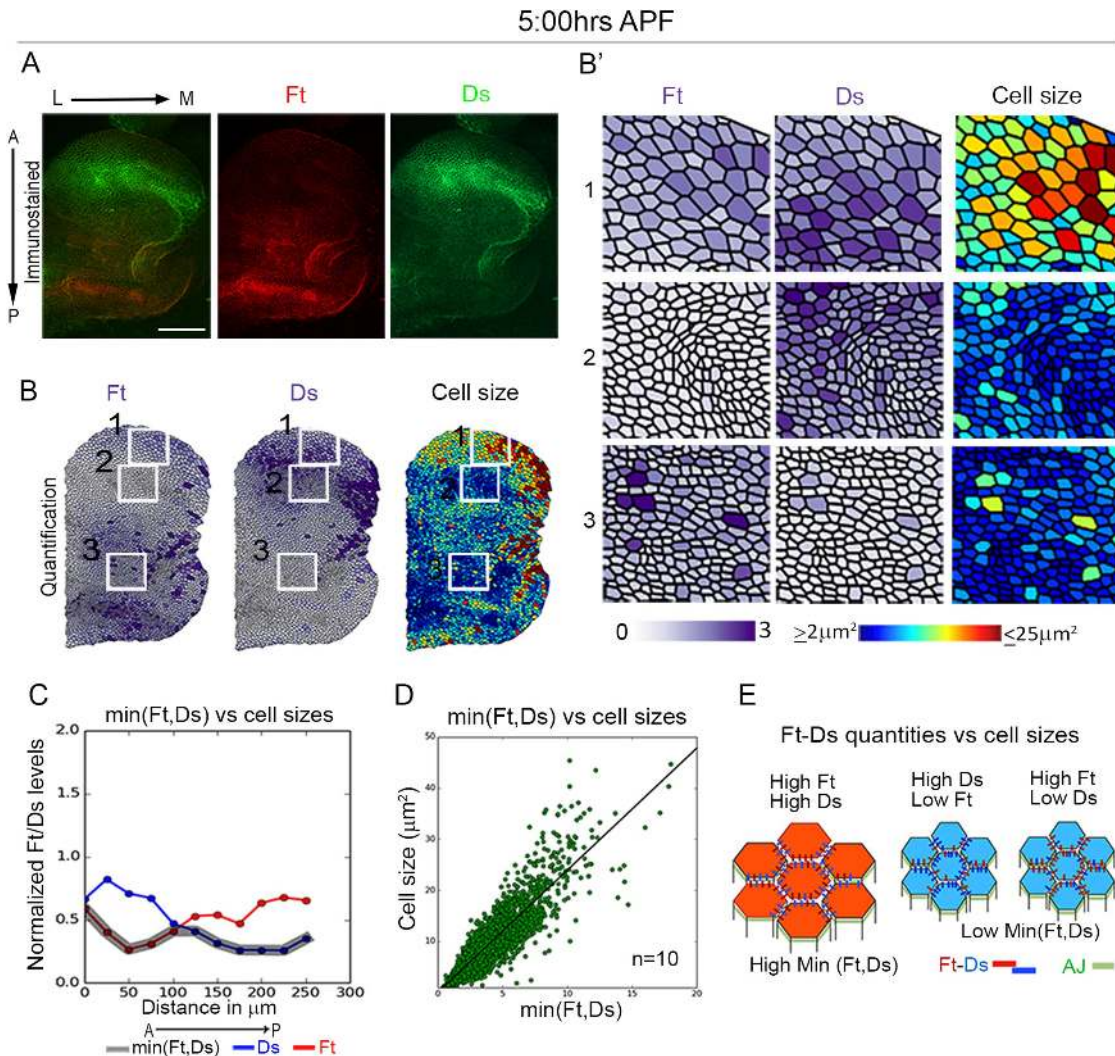 5:00hrs APF
A
L M
Ft
Ds
A
Immunostained
P
B
Ft
Ds
Cell size
Quantification
1
2
3
1
2
3
1
2
3
B’
Ft
Ds
Cell size
1
2
3
0 3
≥2μm²
≤25μm²
C
min(Ft,Ds) vs cell sizes
Normalized Ft/Ds levels
2.0
1.5
1.0
0.5
0.0
0 50 100 150 200 250 300
Distance in μm
A P
min(Ft,Ds) Ds Ft
D
min(Ft,Ds) vs cell sizes
Cell size (μm²)
50
40
30
20
10
n=10
0 5 10 15 20
min(Ft,Ds)
E
Ft-Ds quantities vs cell sizes
High Ft
High Ds
High Ds
Low Ft
High Ft
Low Ds
High Min (Ft,Ds)
Low Min(Ft,Ds)
Ft-Ds
AJ